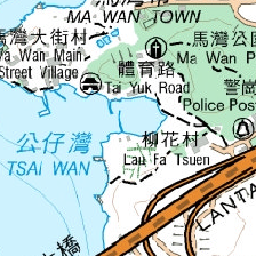 MA WAN TOWN
馬灣大街村
Ma Wan Main
Street Village
馬灣公園
Ma Wan P
體育路
Ta Yuk Road
警崗
Police Post
公仔灣
TSAI WAN
柳花村
Lau Fa Tsuen
LANTA
橋